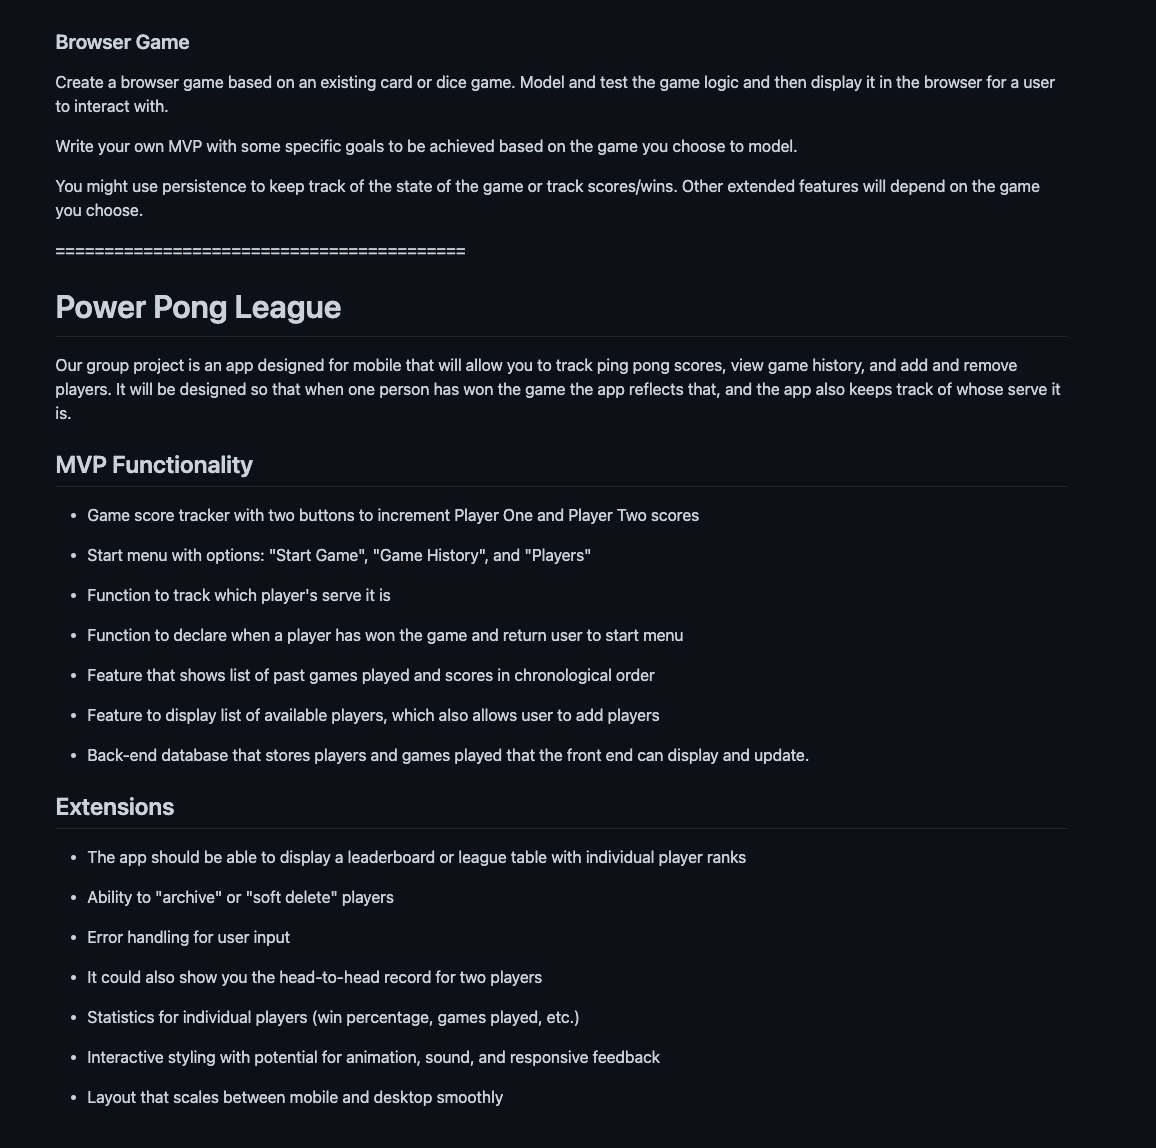 Browser Game
Create a browser game based on an existing card or dice game. Model and test the game logic and then display it in the browser for a user
to interact with.
Write your own MVP with some specific goals to be achieved based on the game you choose to model.
You might use persistence to keep track of the state of the game or track scores/wins. Other extended features will depend on the game
you choose.
==========================================
Power Pong League
Our group project is an app designed for mobile that will allow you to track ping pong scores, view game history, and add and remove
players. It will be designed so that when one person has won the game the app reflects that, and the app also keeps track of whose serve it
is.
MVP Functionality
• Game score tracker with two buttons to increment Player One and Player Two scores
• Start menu with options: "Start Game", "Game History", and "Players"
• Function to track which player's serve it is
• Function to declare when a player has won the game and return user to start menu
• Feature that shows list of past games played and scores in chronological order
• Feature to display list of available players, which also allows user to add players
• Back-end database that stores players and games played that the front end can display and update.
Extensions
• The app should be able to display a leaderboard or league table with individual player ranks
• Ability to "archive" or "soft delete" players
• Error handling for user input
• It could also show you the head-to-head record for two players
• Statistics for individual players (win percentage, games played, etc.)
• Interactive styling with potential for animation, sound, and responsive feedback
• Layout that scales between mobile and desktop smoothly